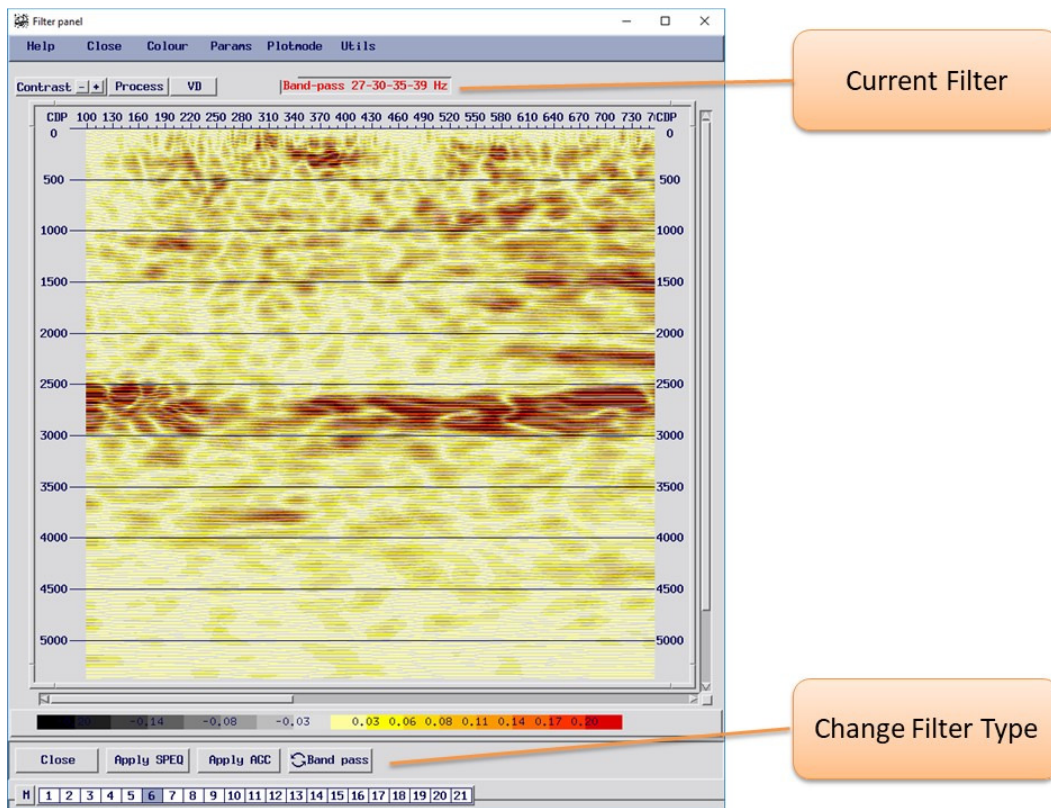 Filter panel
Help Close Colour Params Plotmode Utils
Contrast - + Process VD Band-pass 27-30-35-39 Hz
Current Filter
CDP 100 130 160 190 220 250 280 310 340 370 400 430 460 490 520 550 580 610 640 670 700 730 CDP
0 0
500 500
1000 1000
1500 1500
2000 2000
2500 2500
3000 3000
3500 3500
4000 4000
4500 4500
5000 5000
-0.14 -0.08 -0.03 0.03 0.06 0.08 0.11 0.14 0.17 0.20
Change Filter Type
Close Apply SPEQ Apply AGC Band pass
M 1 2 3 4 5 6 7 8 9 10 11 12 13 14 15 16 17 18 19 20 21